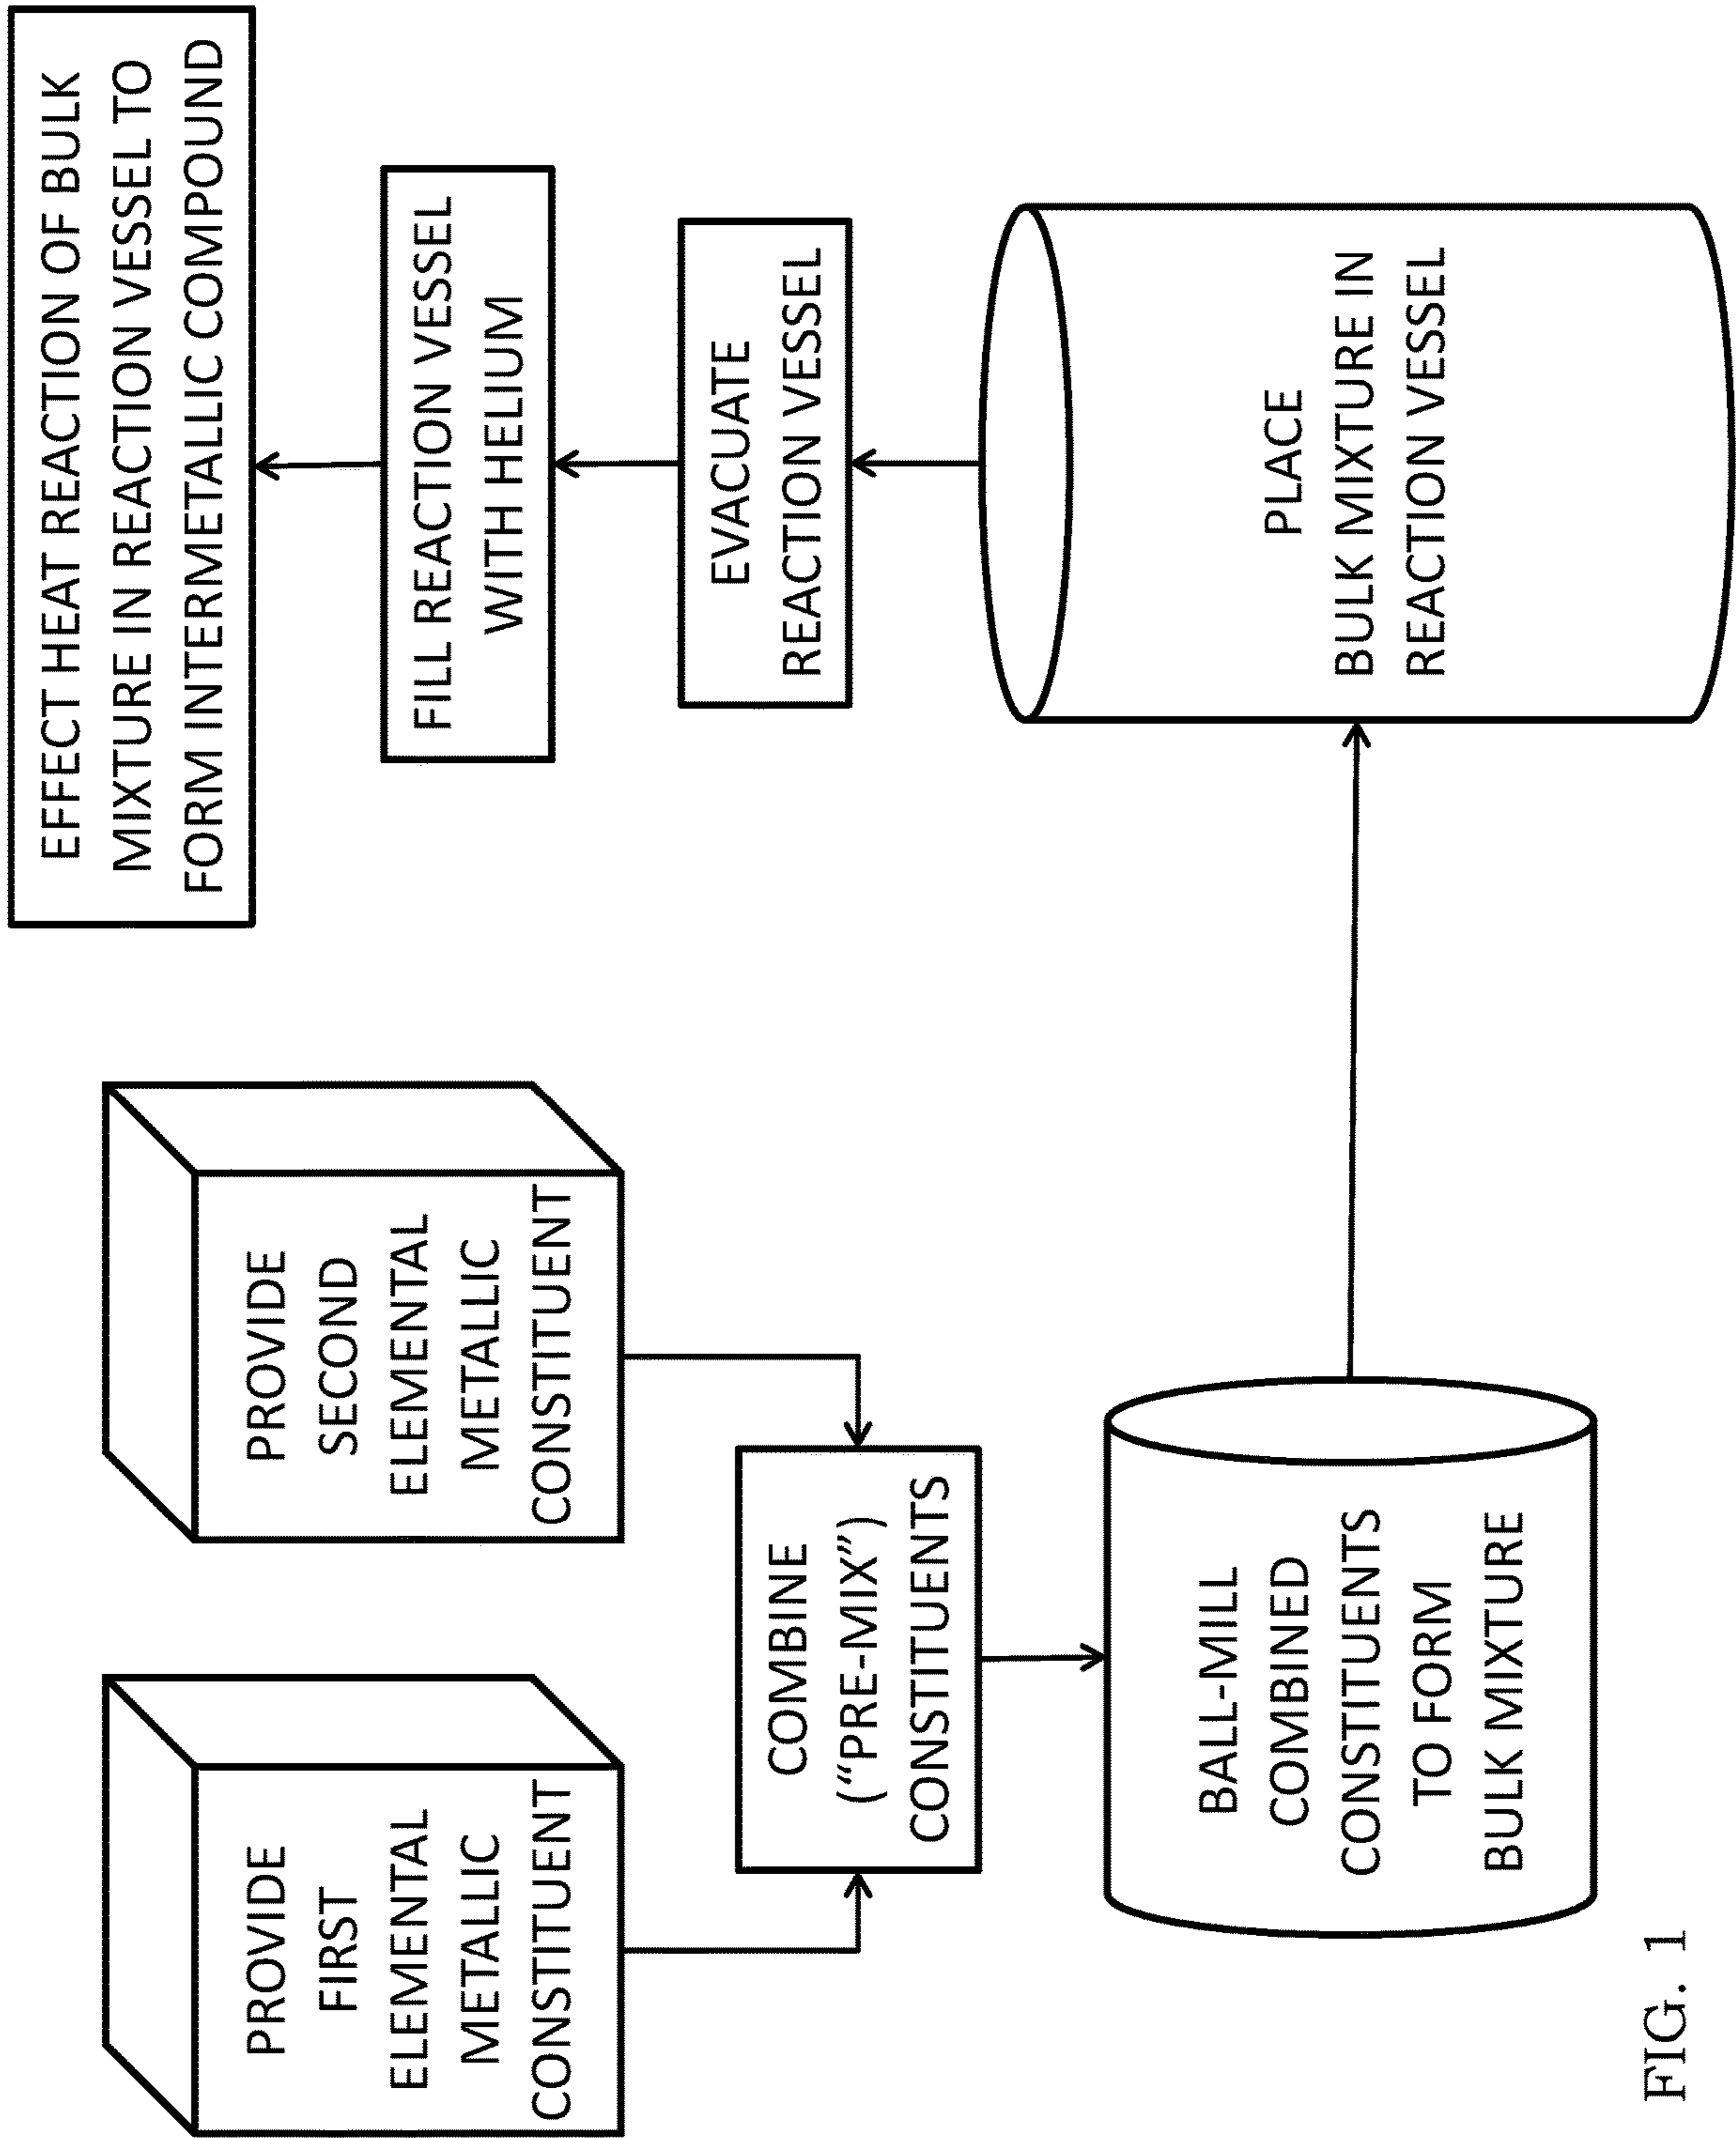 PROVIDE
FIRST
ELEMENTAL
METALLIC
CONSTITUENT
PROVIDE
SECOND
ELEMENTAL
METALLIC
CONSTITUENT
COMBINE
(“PRE-MIX”)
CONSTITUENTS
BALL-MILL
COMBINED
CONSTITUENTS
TO FORM
BULK MIXTURE
PLACE
BULK MIXTURE IN
REACTION VESSEL
EVACUATE
REACTION VESSEL
FILL REACTION VESSEL
WITH HELIUM
EFFECT HEAT REACTION OF BULK
MIXTURE IN REACTION VESSEL TO
FORM INTERMETALLIC COMPOUND
FIG. 1